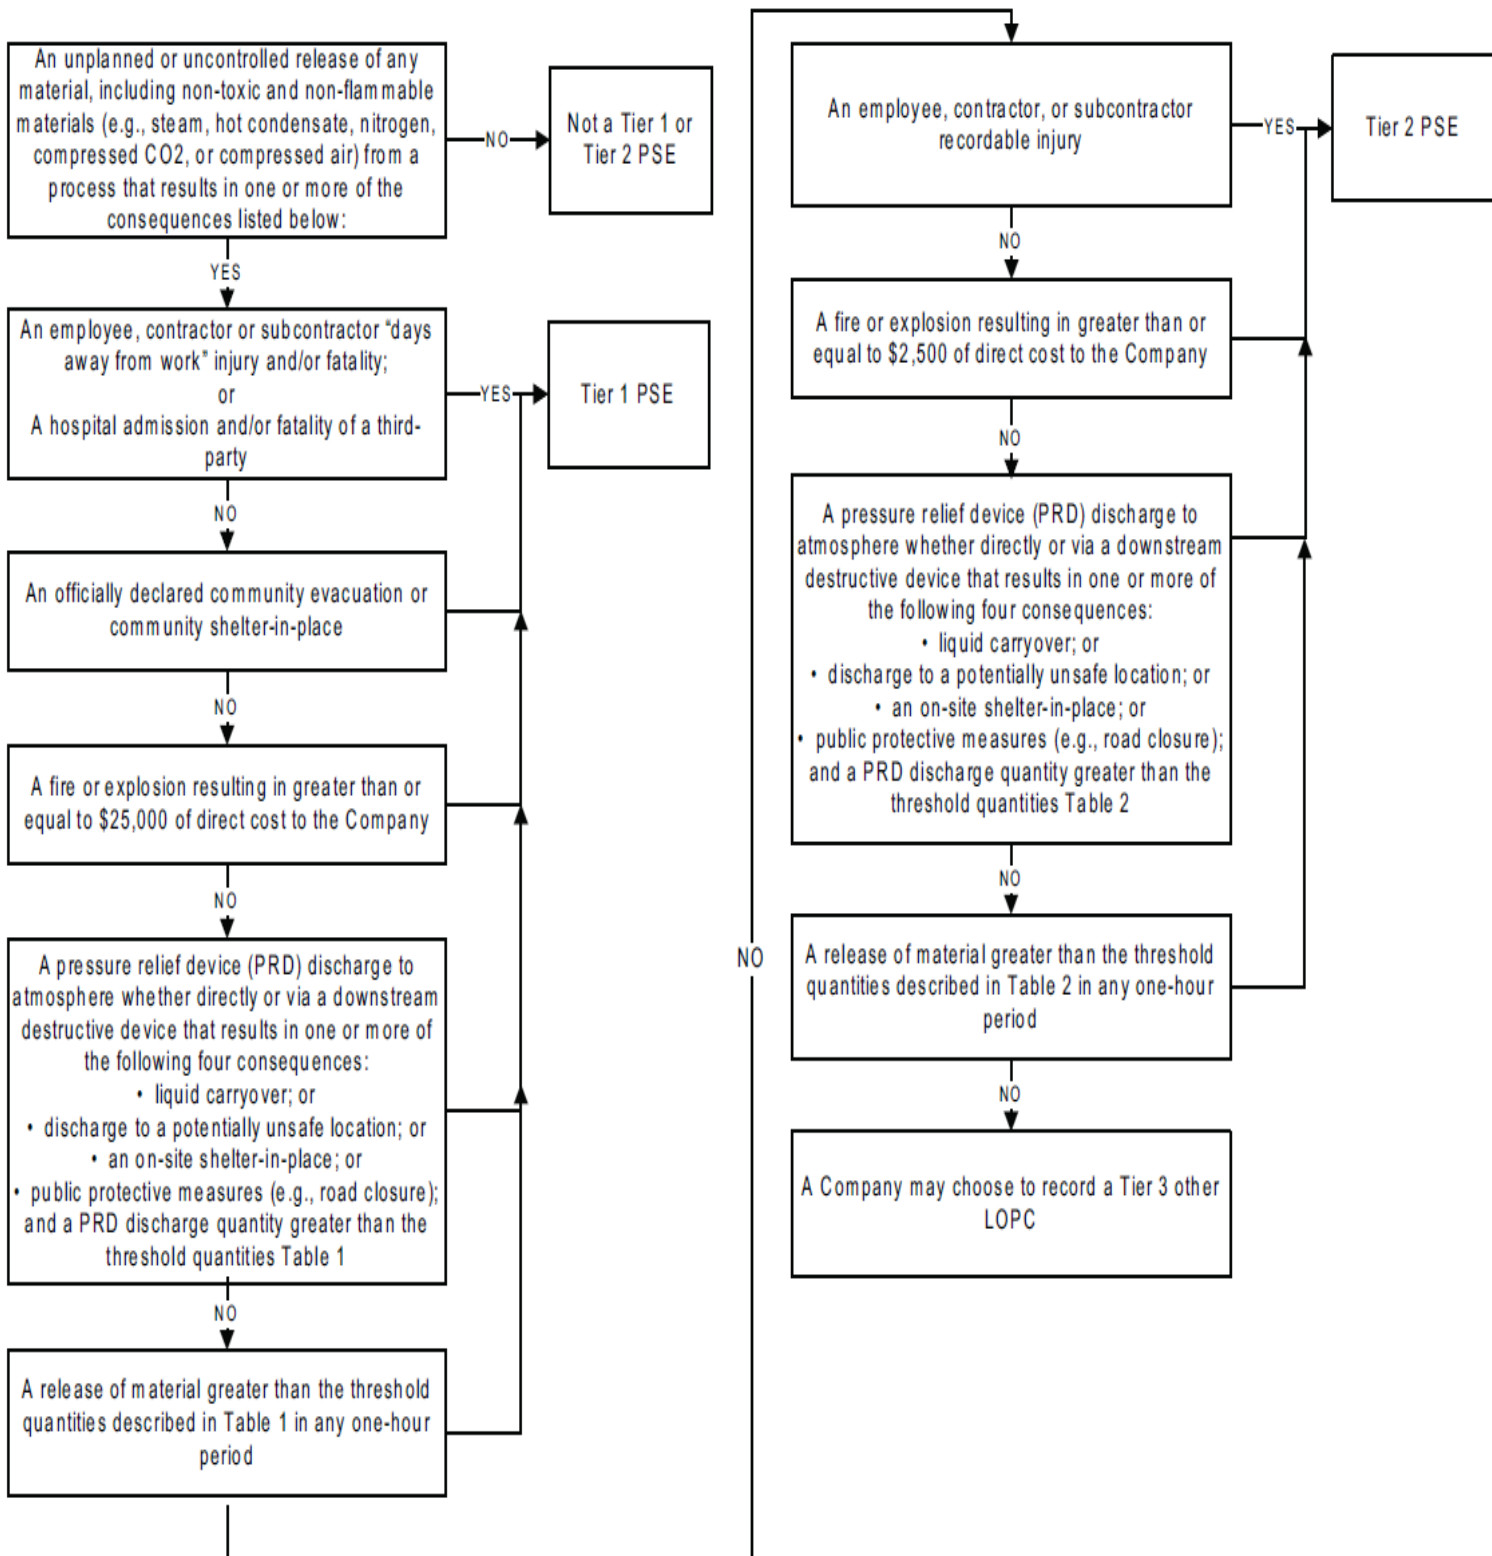 An unplanned or uncontrolled release of any
material, including non-toxic and non-flammable
materials (e.g., steam, hot condensate, nitrogen,
compressed CO2, or compressed air) from a
process that results in one or more of the
consequences listed below:
NO
Not a Tier 1 or
Tier 2 PSE
YES
An employee, contractor or subcontractor “days
away from work” injury and/or fatality;
or
A hospital admission and/or fatality of a third-
party
YES
Tier 1 PSE
NO
An officially declared community evacuation or
community shelter-in-place
NO
A fire or explosion resulting in greater than or
equal to $25,000 of direct cost to the Company
NO
A pressure relief device (PRD) discharge to
atmosphere whether directly or via a downstream
destructive device that results in one or more of
the following four consequences:
• liquid carryover; or
• discharge to a potentially unsafe location; or
• an on-site shelter-in-place; or
• public protective measures (e.g., road closure);
and a PRD discharge quantity greater than the
threshold quantities Table 1
NO
A release of material greater than the threshold
quantities described in Table 1 in any one-hour
period
NO
An employee, contractor, or subcontractor
recordable injury
YES
Tier 2 PSE
NO
A fire or explosion resulting in greater than or
equal to $2,500 of direct cost to the Company
NO
A pressure relief device (PRD) discharge to
atmosphere whether directly or via a downstream
destructive device that results in one or more of
the following four consequences:
• liquid carryover; or
• discharge to a potentially unsafe location; or
• an on-site shelter-in-place; or
• public protective measures (e.g., road closure);
and a PRD discharge quantity greater than the
threshold quantities Table 2
NO
A release of material greater than the threshold
quantities described in Table 2 in any one-hour
period
NO
A Company may choose to record a Tier 3 other
LOPC